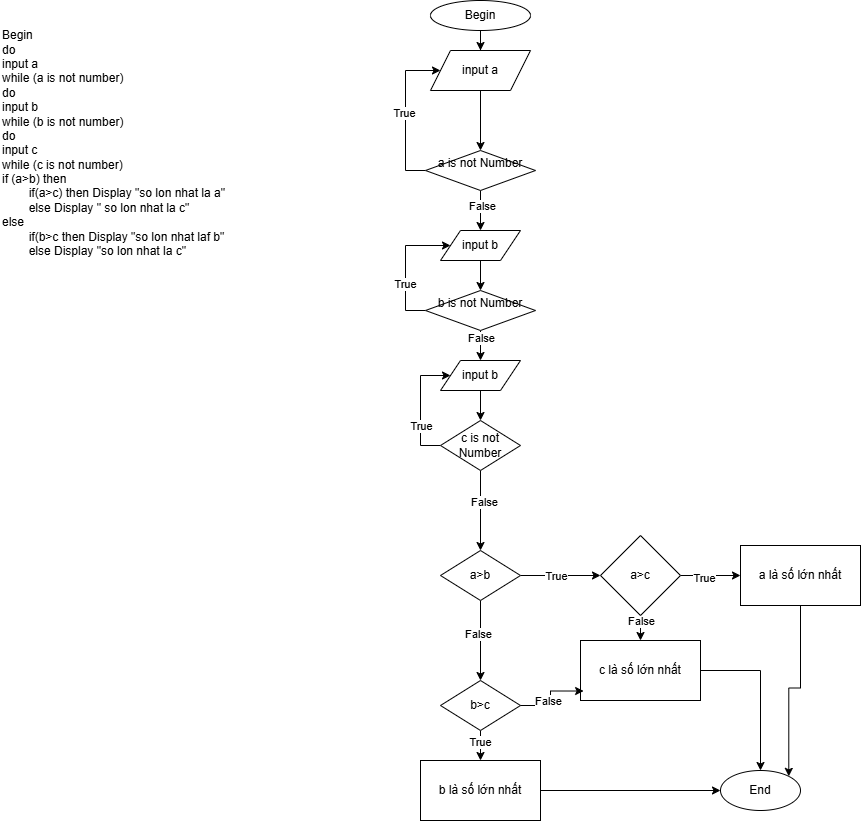 Begin
do
input a
while (a is not number)
do
input b
while (b is not number)
do
input c
while (c is not number)
if (a>b) then
if(a>c) then Display "so lon nhat la a"
else Display " so lon nhat la c"
else
if(b>c then Display "so lon nhat laf b"
else Display "so lon nhat la c"
Begin
input a
True
a is not Number
False
input b
True
b is not Number
False
input b
True
c is not
Number
False
a>b
True
a>c
True
a là số lớn nhất
False
False
c là số lớn nhất
b>c
False
True
b là số lớn nhất
End